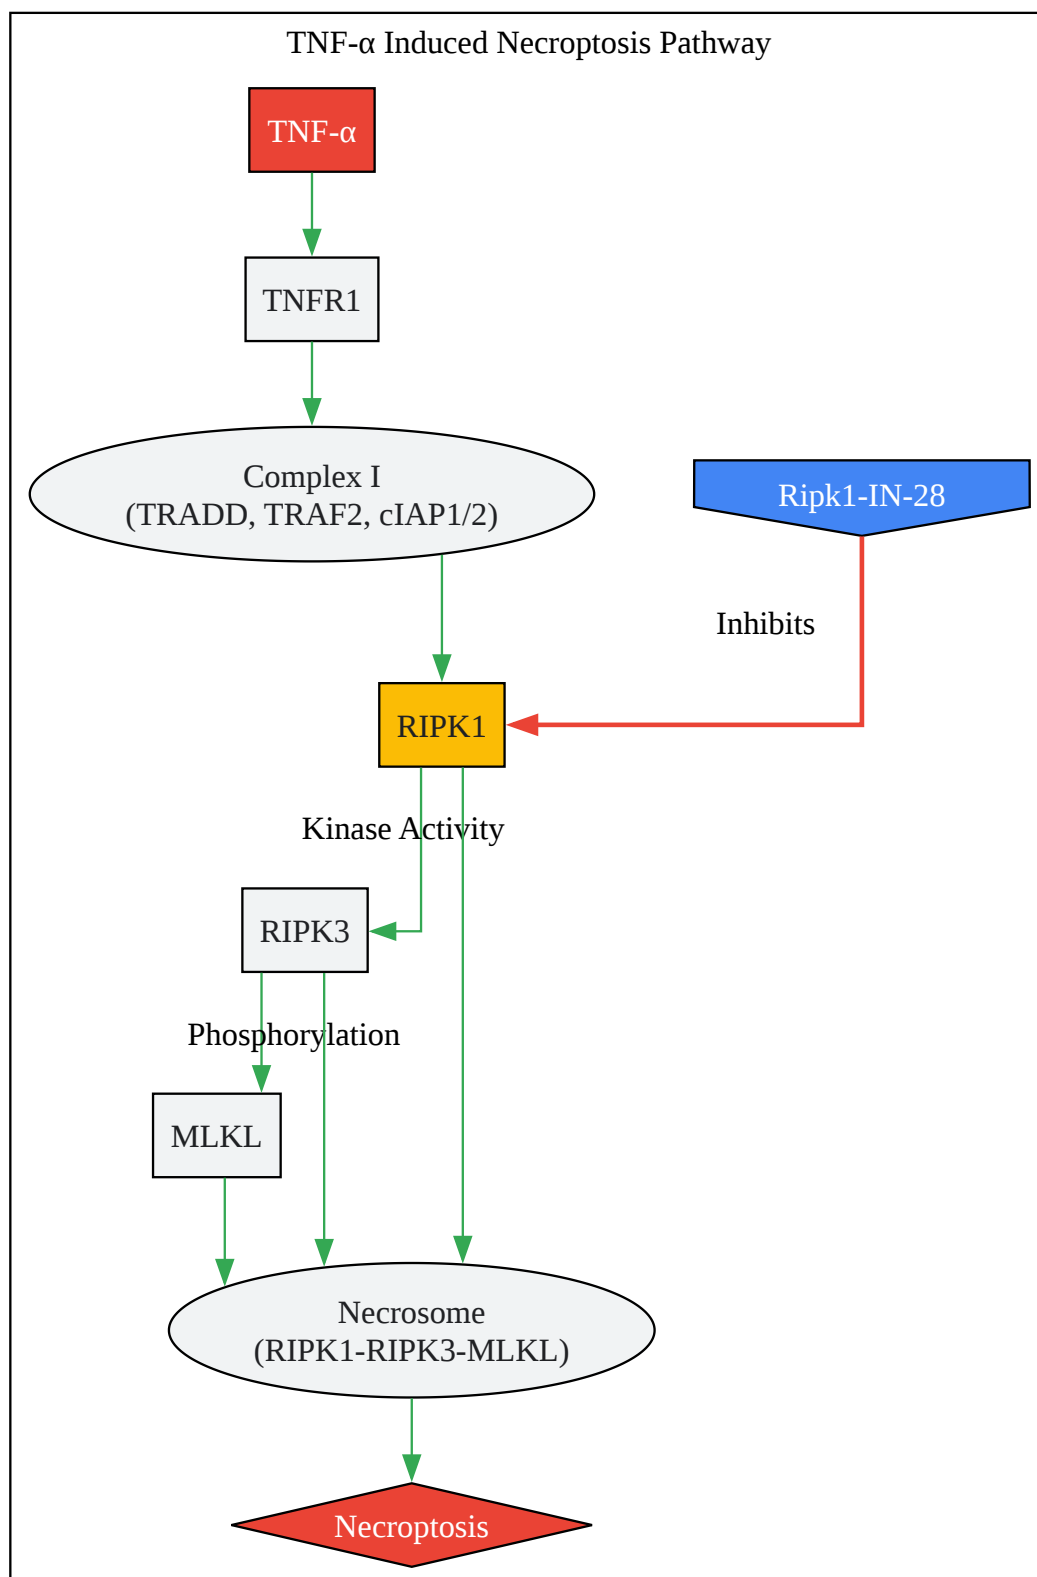 TNF-α Induced Necroptosis Pathway
TNF-α
TNFR1
Complex I
(TRADD, TRAF2, cIAP1/2)
Ripk1-IN-28
Inhibits
RIPK1
Kinase Activity
RIPK3
Phosphorylation
MLKL
Necrosome
(RIPK1-RIPK3-MLKL)
Necroptosis